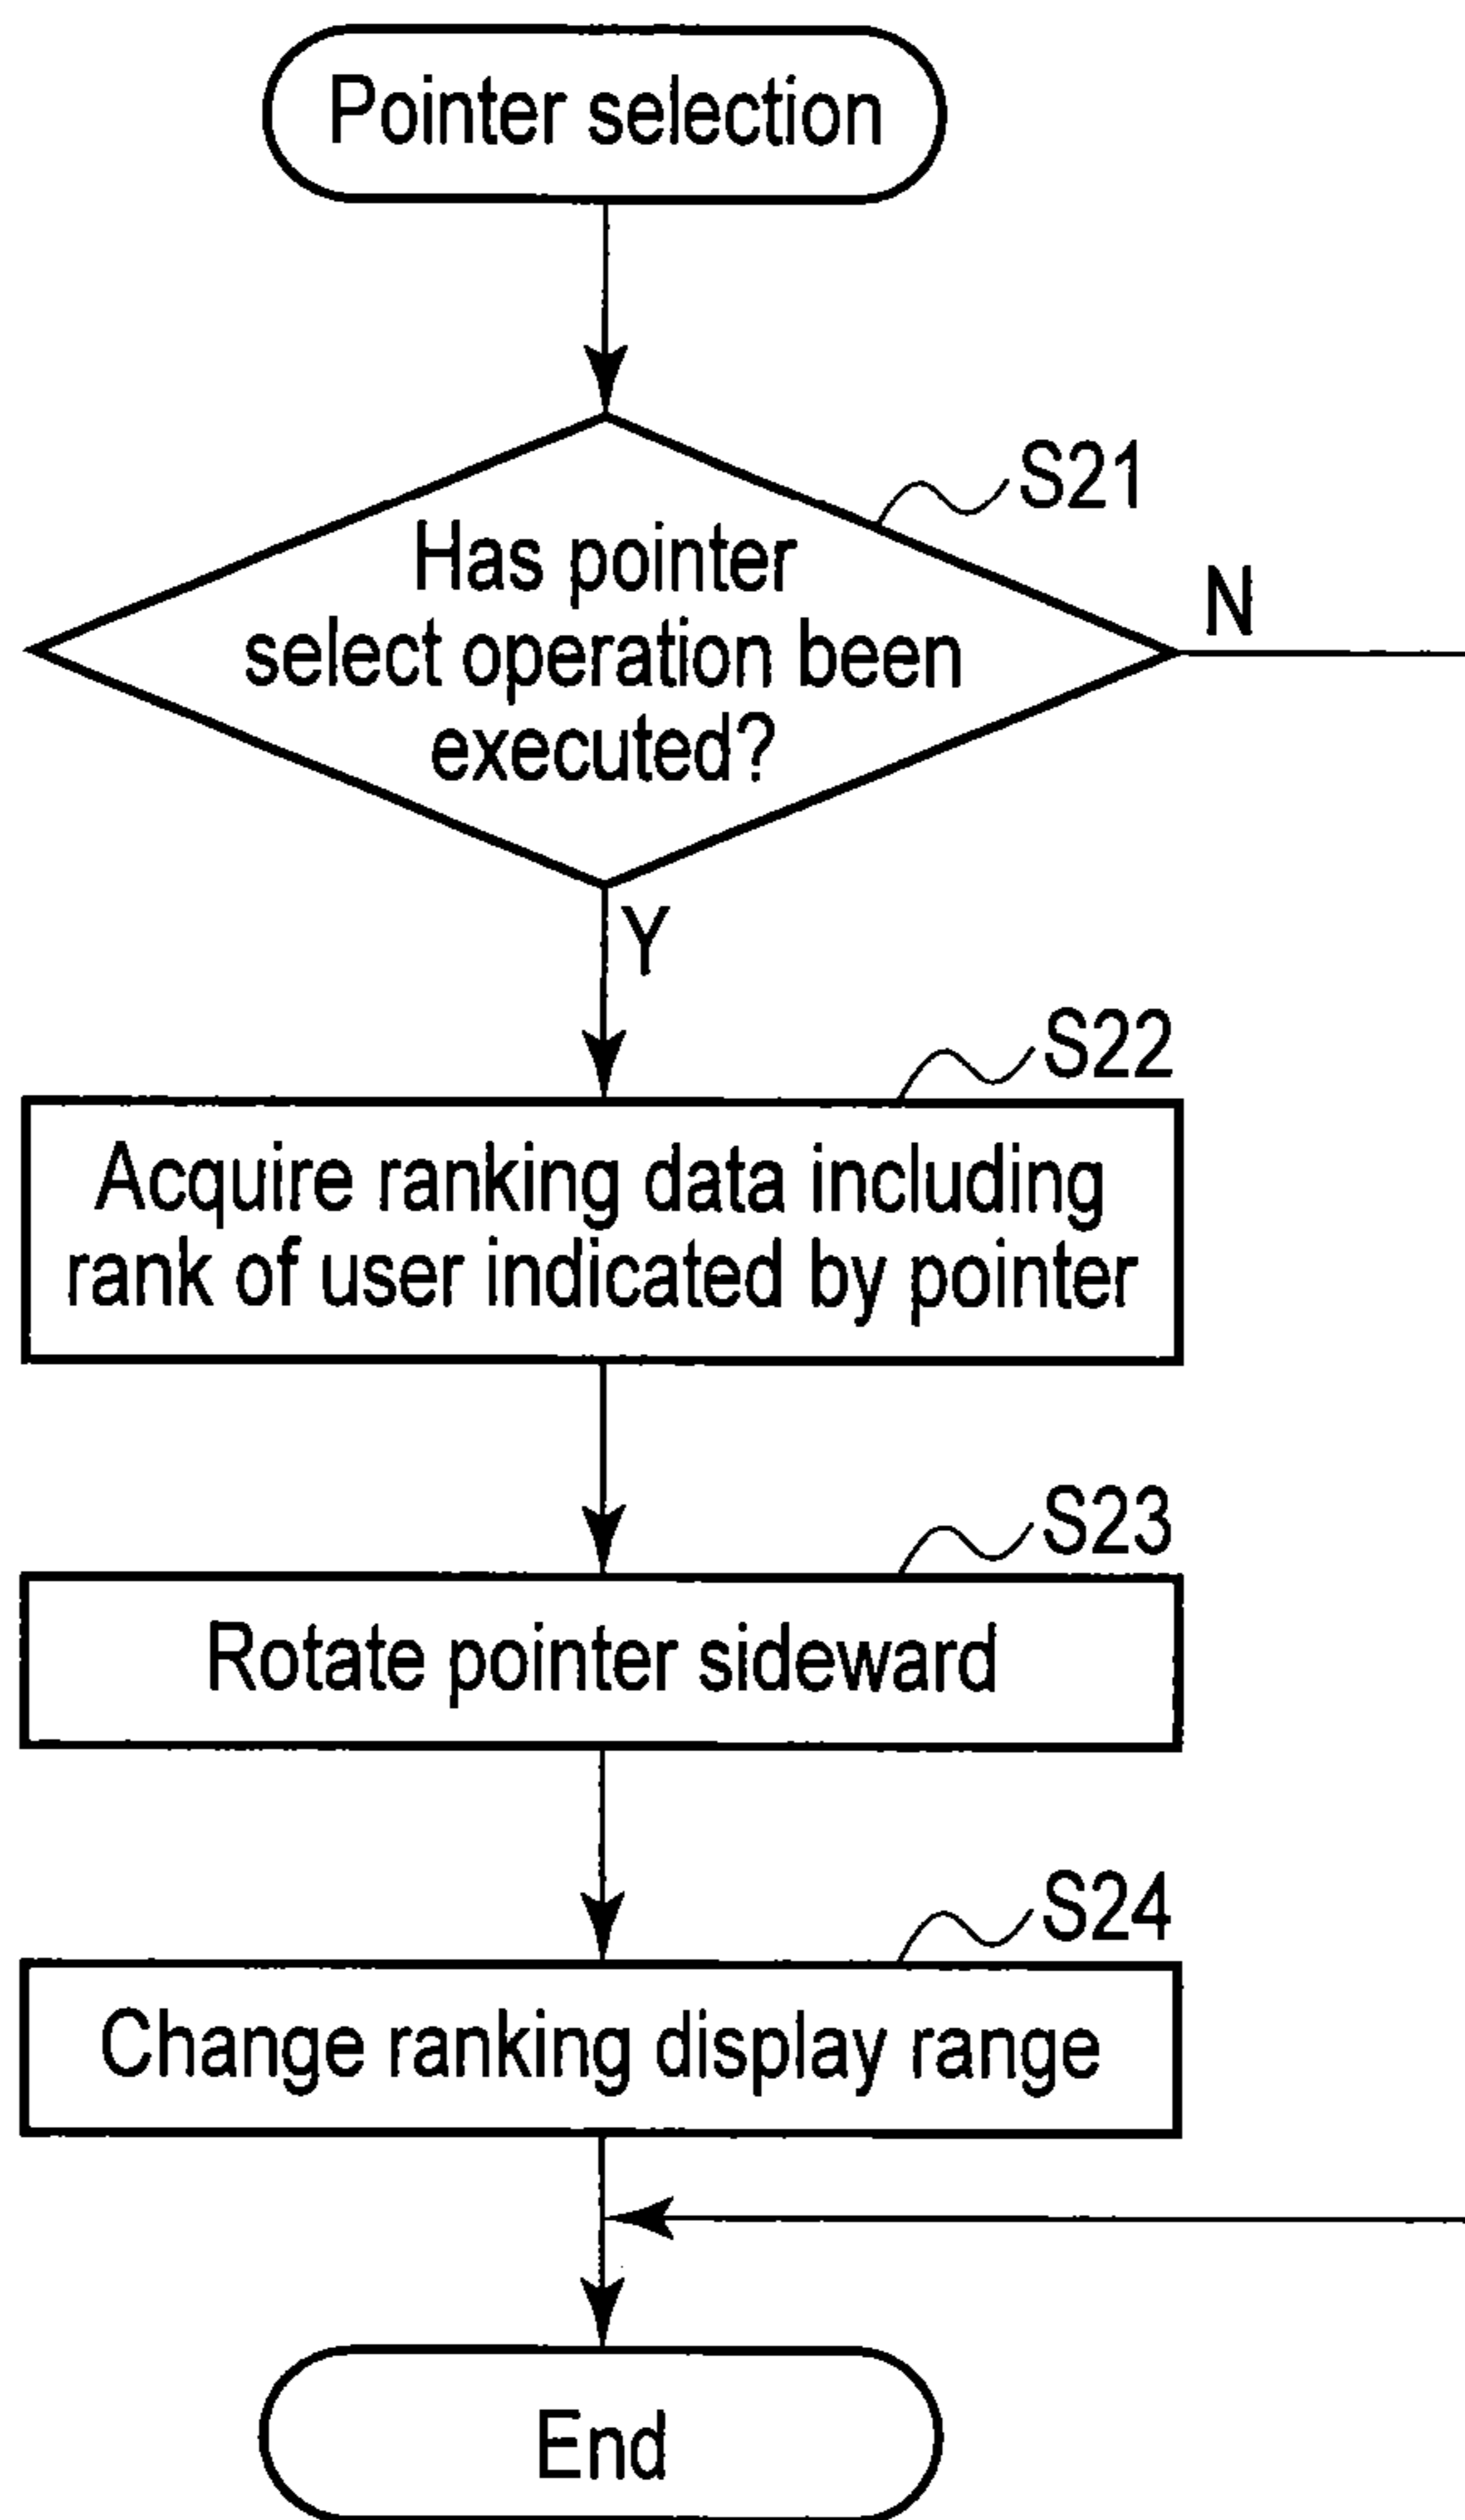 Pointer selection
S21
Has pointer
select operation been
executed?
N
Y
S22
Acquire ranking data including
rank of user indicated by pointer
S23
Rotate pointer sideward
S24
Change ranking display range
End